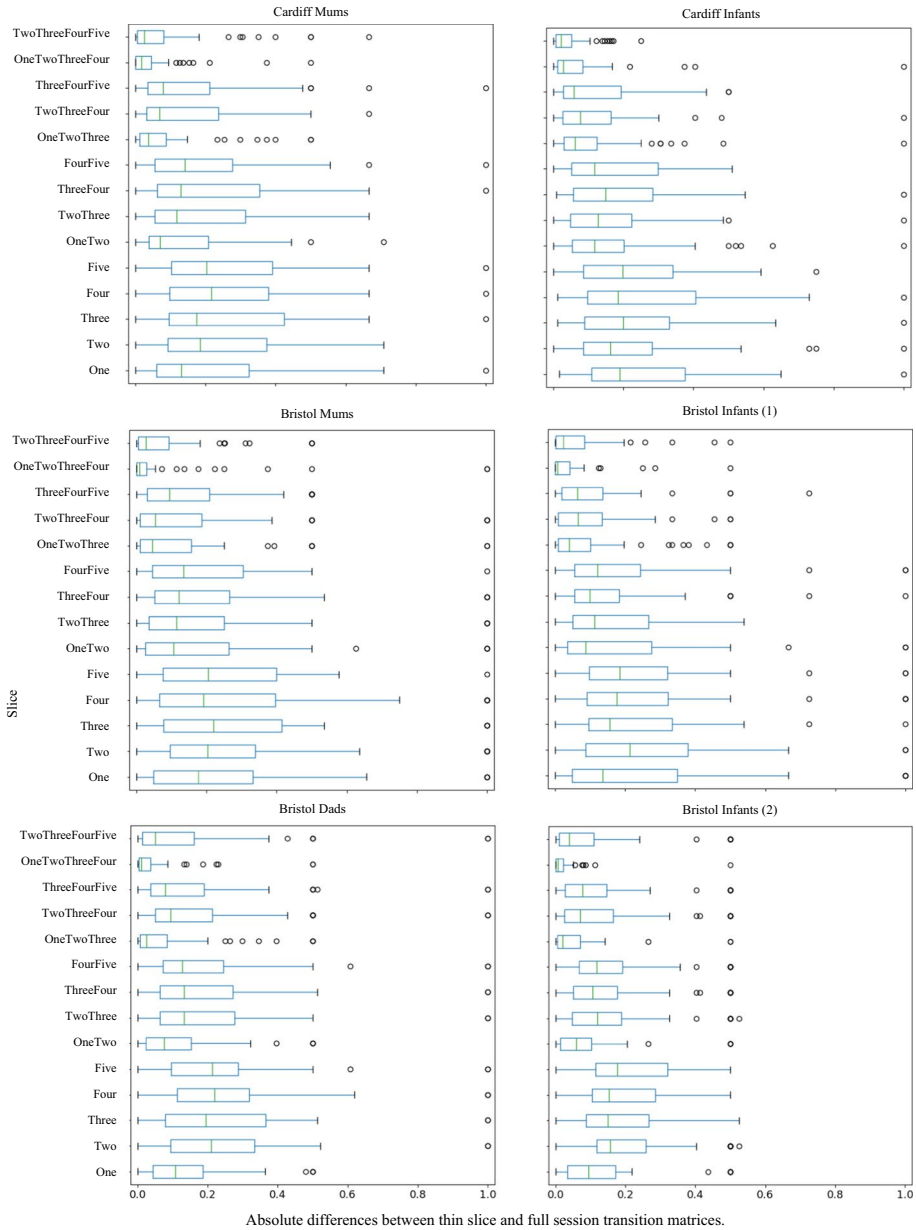 Cardiff Mums
TwoThreeFourFive
OneTwoThreeFour
ThreeFourFive
TwoThreeFour
OneTwoThree
FourFive
ThreeFour
TwoThree
OneTwo
Five
Four
Three
Two
One
Cardiff Infants
Bristol Mums
TwoThreeFourFive
OneTwoThreeFour
ThreeFourFive
TwoThreeFour
OneTwoThree
FourFive
ThreeFour
TwoThree
OneTwo
Five
Four
Three
Two
One
Bristol Infants (1)
Slice
Bristol Dads
TwoThreeFourFive
OneTwoThreeFour
ThreeFourFive
TwoThreeFour
OneTwoThree
FourFive
ThreeFour
TwoThree
OneTwo
Five
Four
Three
Two
One
0.0 0.2 0.4 0.6 0.8 1.0
Bristol Infants (2)
0.0 0.2 0.4 0.6 0.8 1.0
Absolute differences between thin slice and full session transition matrices.